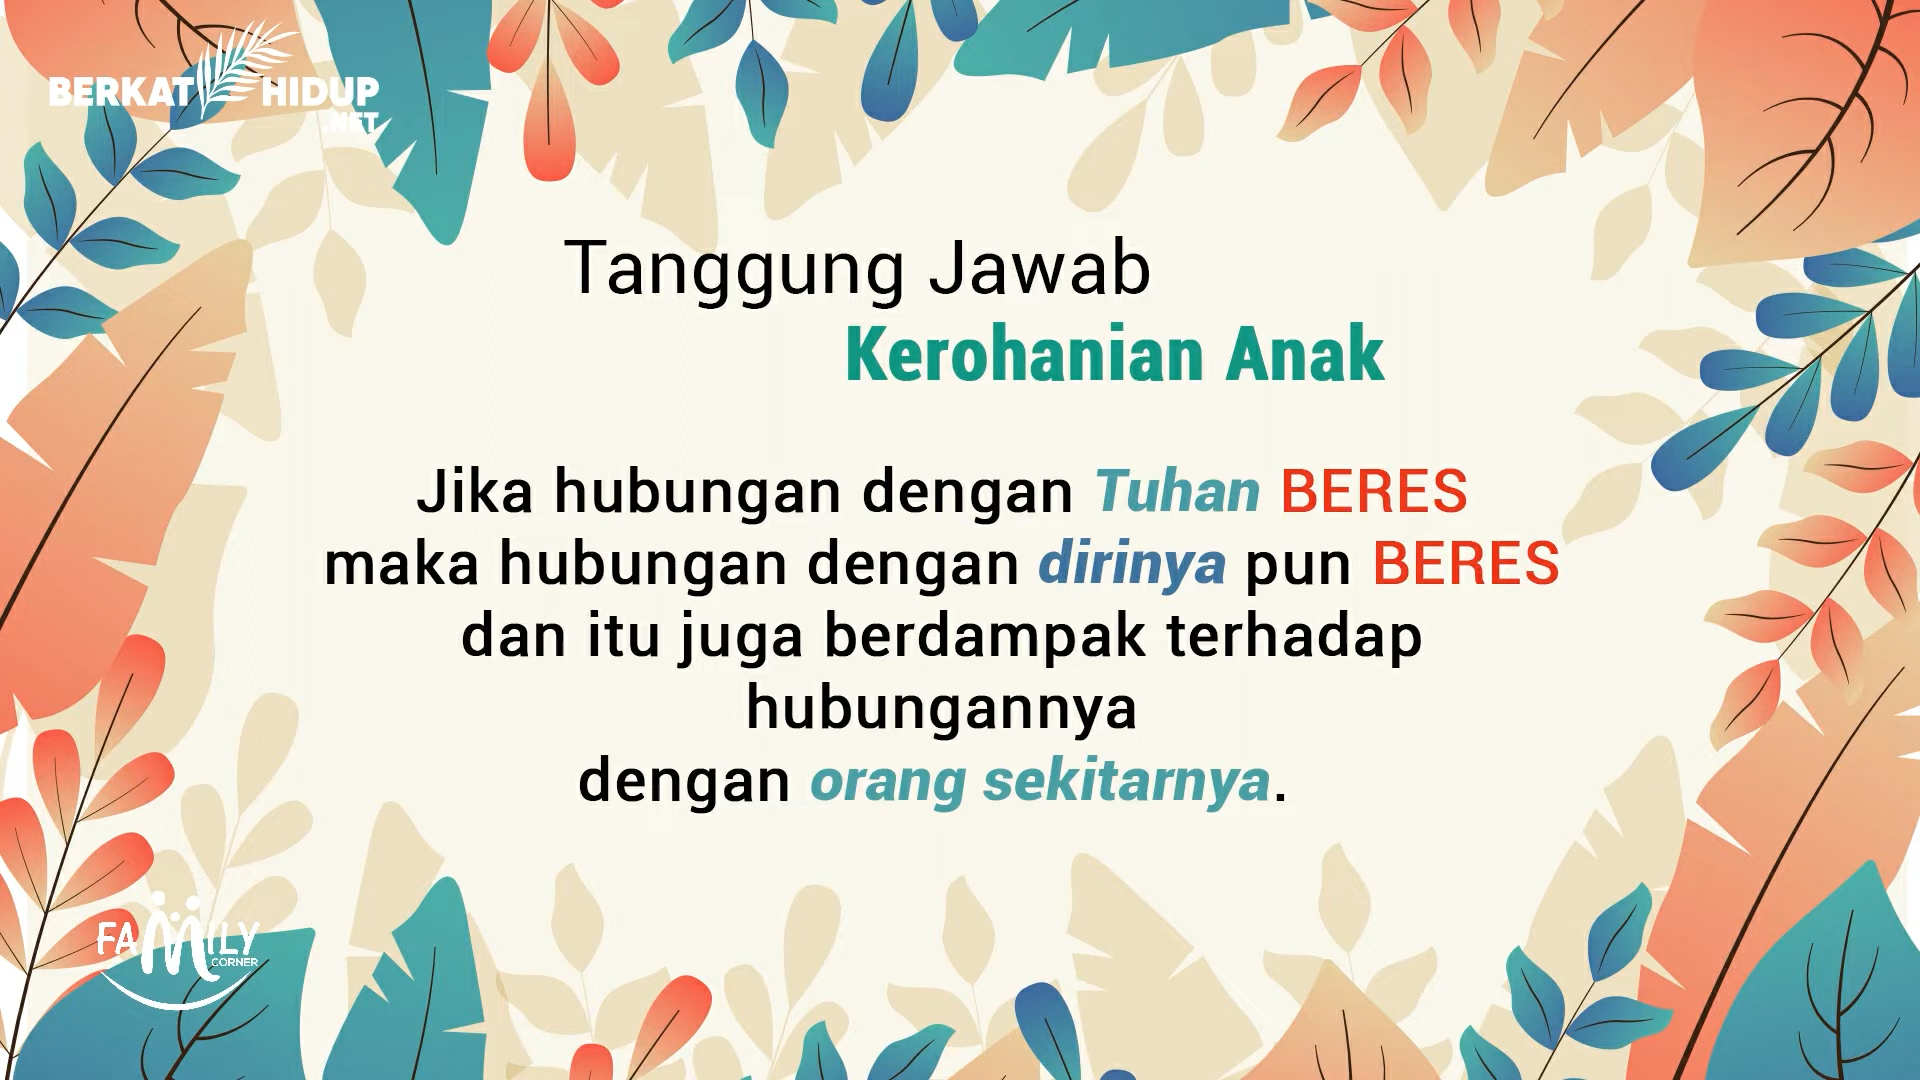 BERKAT HIDUP
.NET
Tanggung Jawab
Kerohanian Anak
Jika hubungan dengan Tuhan BERES
maka hubungan dengan dirinya pun BERES
dan itu juga berdampak terhadap
hubungannya
dengan orang sekitarnya.
FAMILY
CORNER